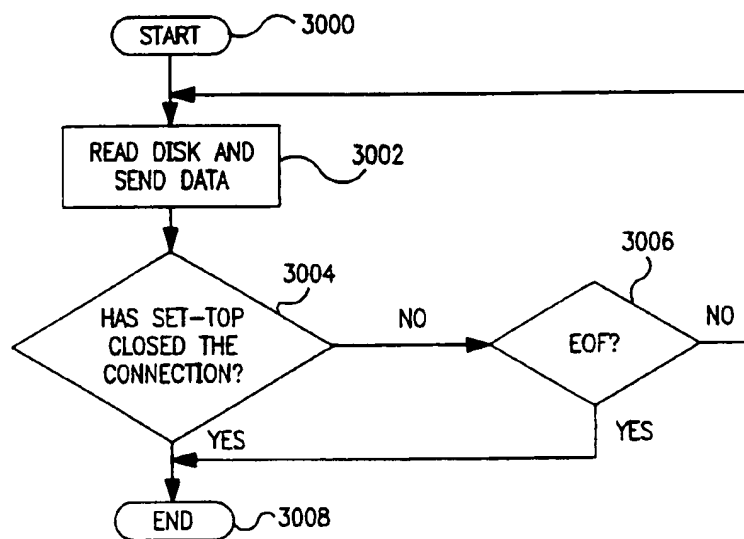 START
3000
READ DISK AND
SEND DATA
3002
3004
HAS SET-TOP
CLOSED THE
CONNECTION?
NO
3006
EOF?
NO
YES
YES
END
3008